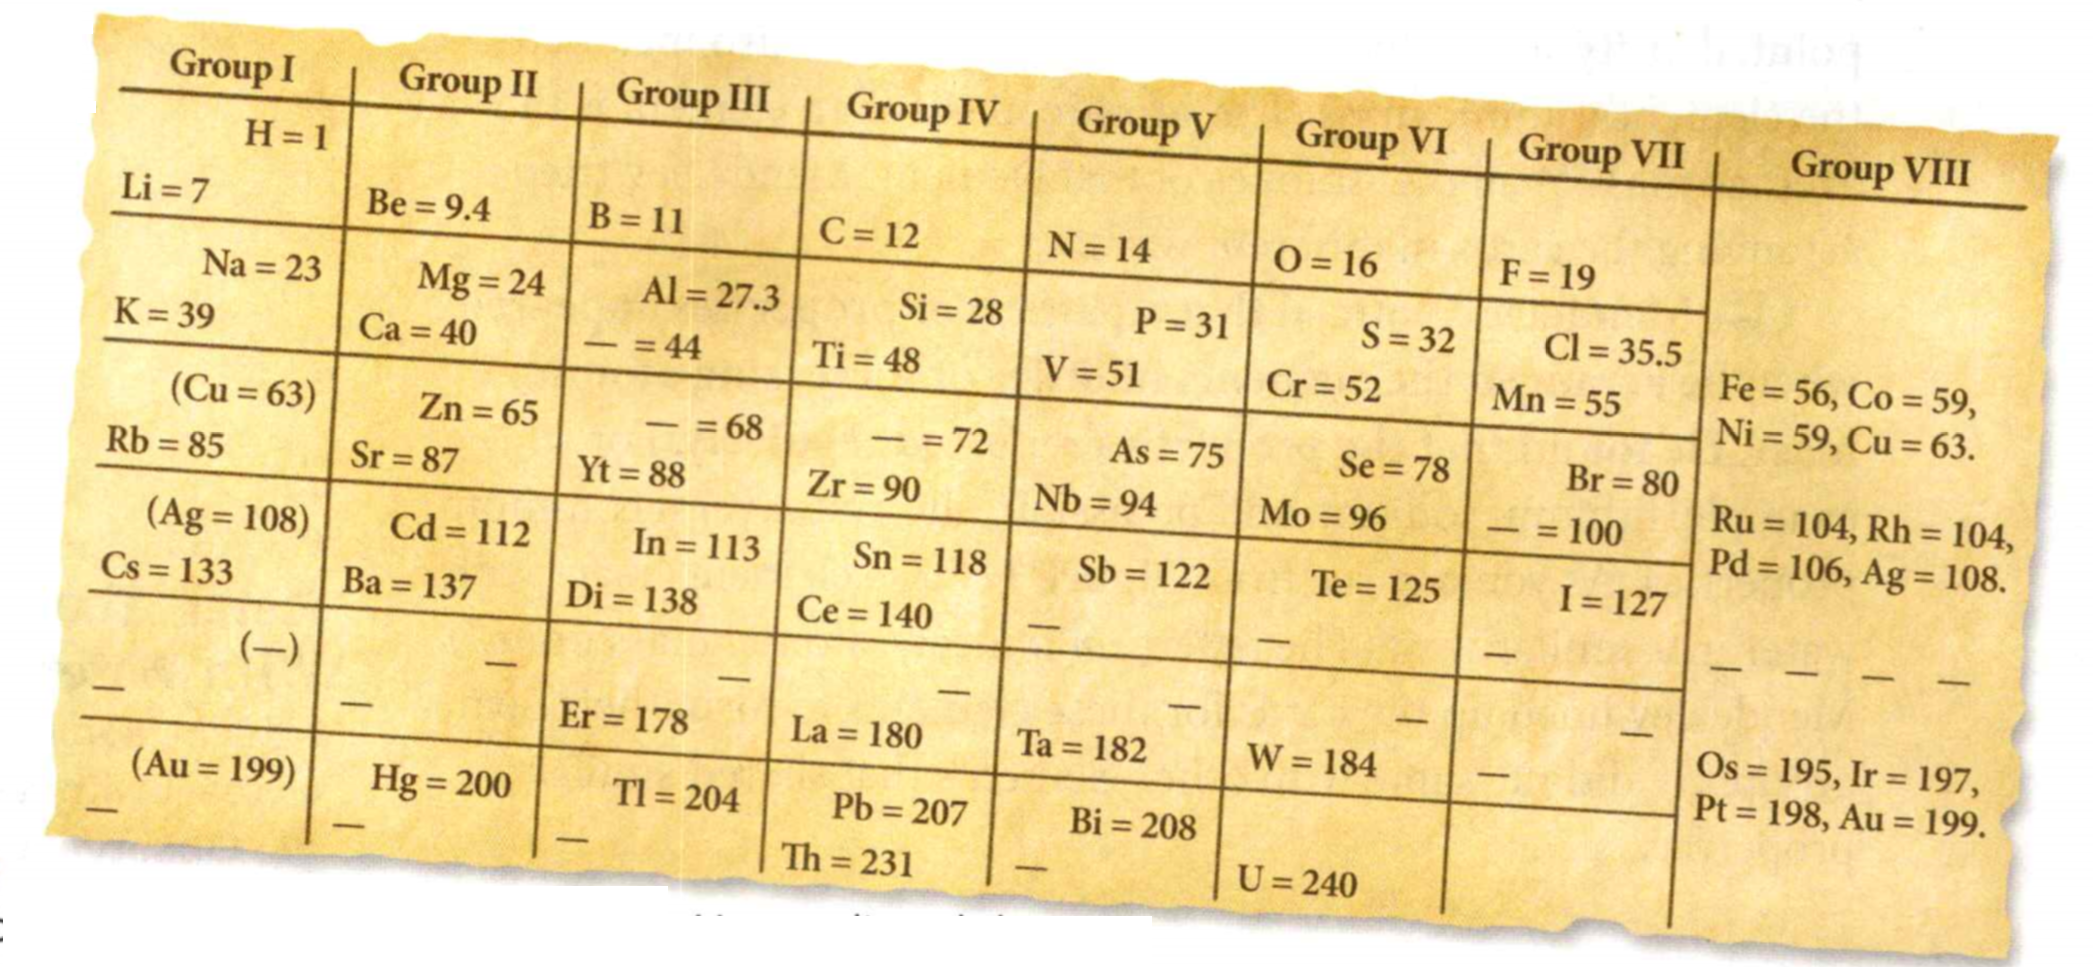 Group I Group II Group III Group IV Group V Group VI Group VII Group VIII
H = 1
Li = 7 Be = 9.4 B = 11 C = 12 N = 14 O = 16 F = 19
Na = 23 Mg = 24 Al = 27.3 Si = 28 P = 31 S = 32 Cl = 35.5
K = 39 Ca = 40 — = 44 Ti = 48 V = 51 Cr = 52 Mn = 55 Fe = 56, Co = 59,
Ni = 59, Cu = 63.
(Cu = 63) Zn = 65 — = 68 — = 72 As = 75 Se = 78 Br = 80
Rb = 85 Sr = 87 Yt = 88 Zr = 90 Nb = 94 Mo = 96 — = 100 Ru = 104, Rh = 104,
Pd = 106, Ag = 108.
(Ag = 108) Cd = 112 In = 113 Sn = 118 Sb = 122 Te = 125 I = 127
Cs = 133 Ba = 137 Di = 138 Ce = 140 — — — — — — —
(—) — — — — — —
— — Er = 178 La = 180 Ta = 182 W = 184 — Os = 195, Ir = 197,
Pt = 198, Au = 199.
(Au = 199) Hg = 200 Tl = 204 Pb = 207 Bi = 208
— — — Th = 231 — U = 240